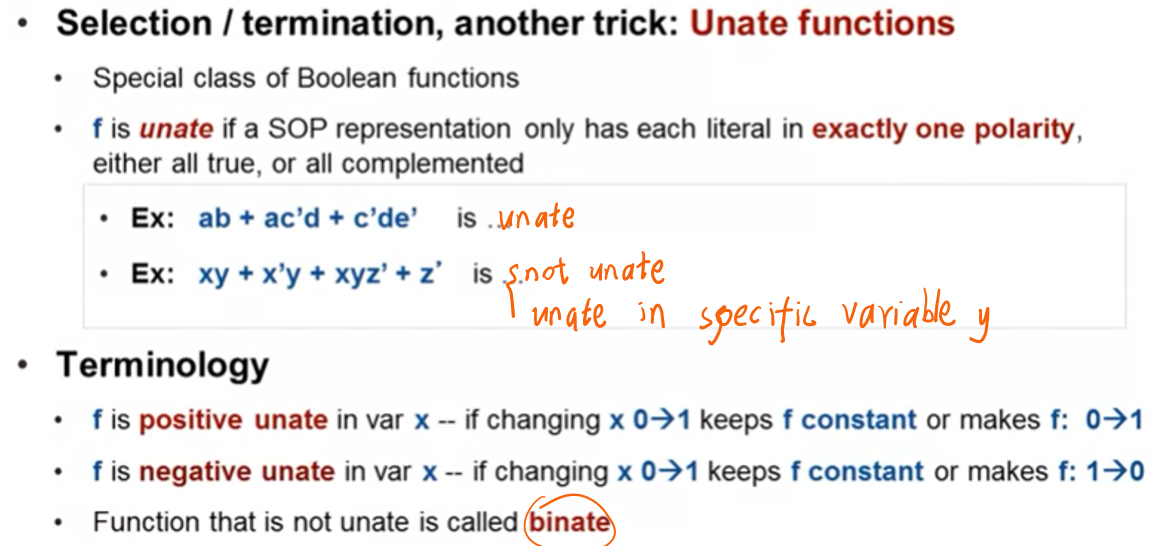 • Selection / termination, another trick: Unate functions
• Special class of Boolean functions
• f is unate if a SOP representation only has each literal in exactly one polarity,
either all true, or all complemented
• Ex: ab + ac'd + c'de' is ..unate
• Ex: xy + x'y + xyz' + z' is ..not unate
unate in specific variable y
• Terminology
• f is positive unate in var x -- if changing x 0→1 keeps f constant or makes f: 0→1
• f is negative unate in var x -- if changing x 0→1 keeps f constant or makes f: 1→0
• Function that is not unate is called binate